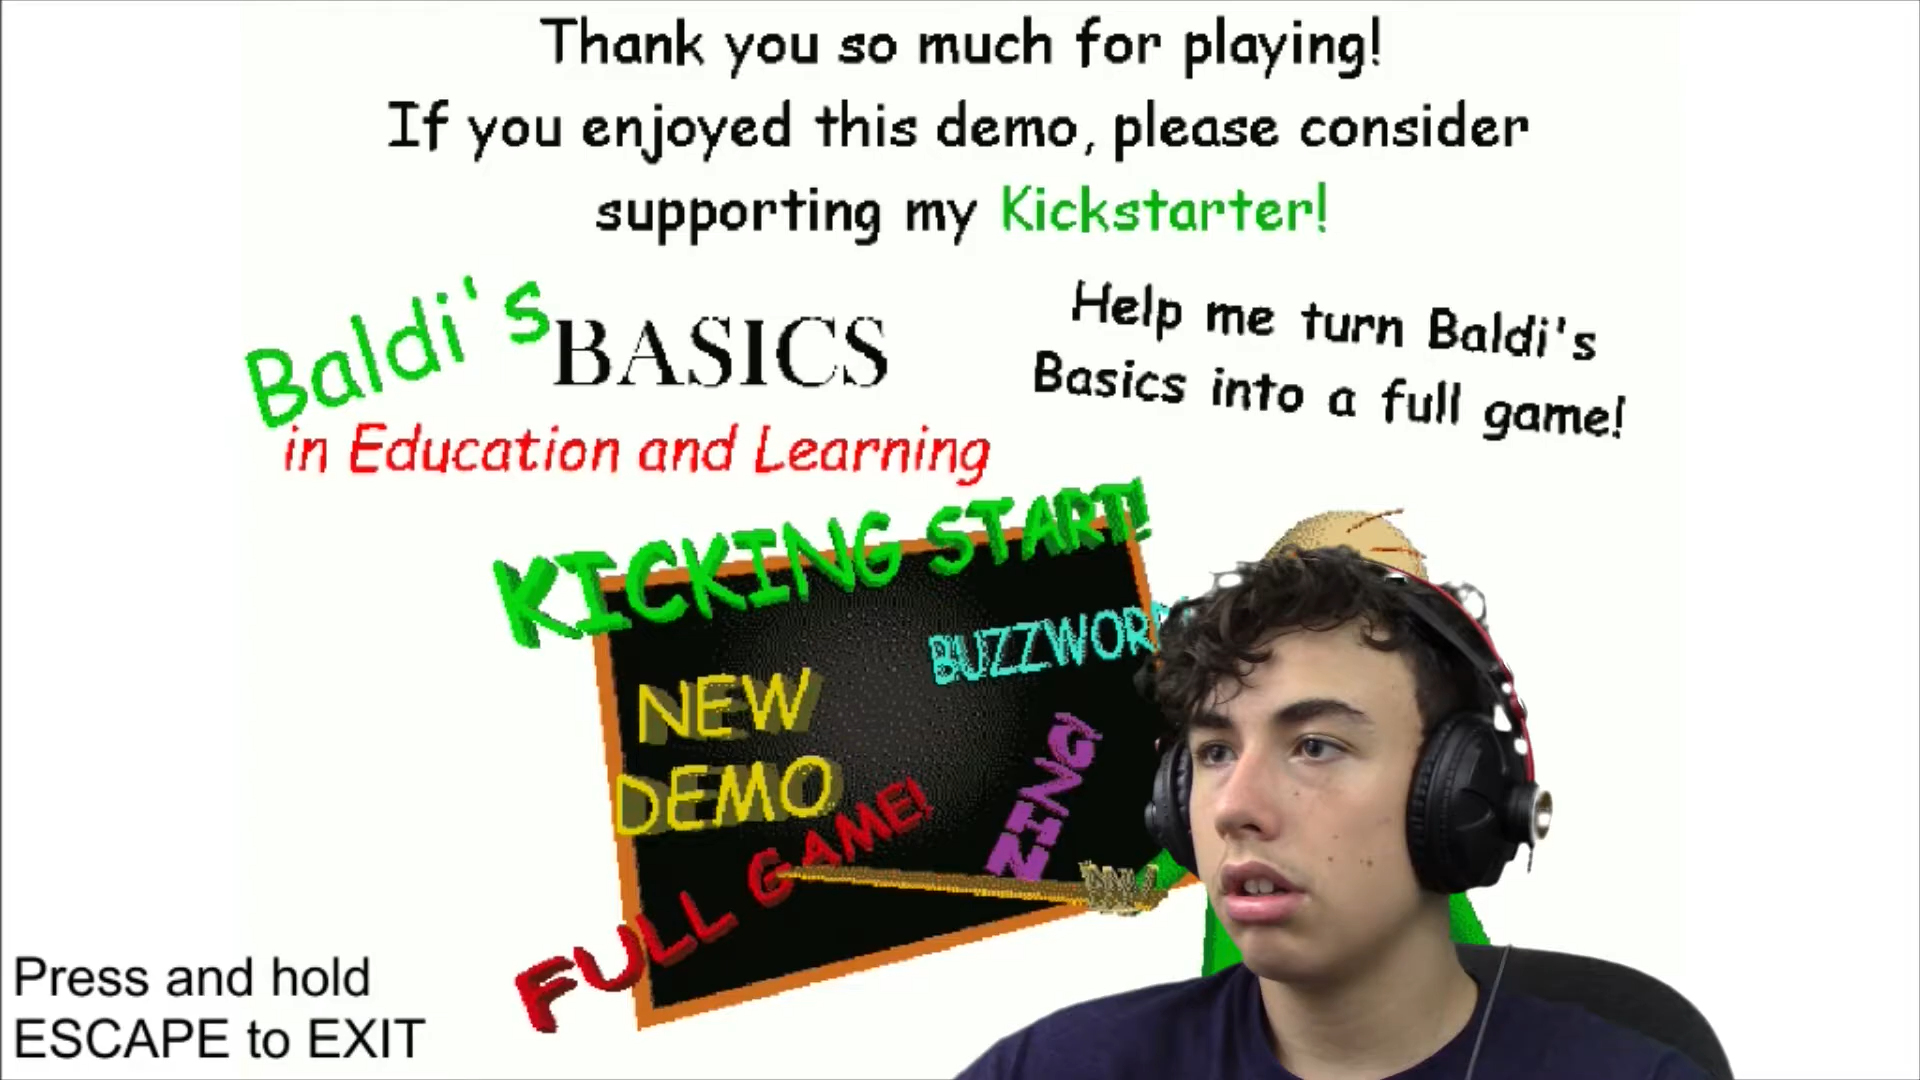 Thank you so much for playing!
If you enjoyed this demo, please consider
supporting my Kickstarter!
Baldi's BASICS
in Education and Learning
Help me turn Baldi's
Basics into a full game!
KICKING START!
NEW
DEMO
FULL GAME!
ZING
Press and hold
ESCAPE to EXIT